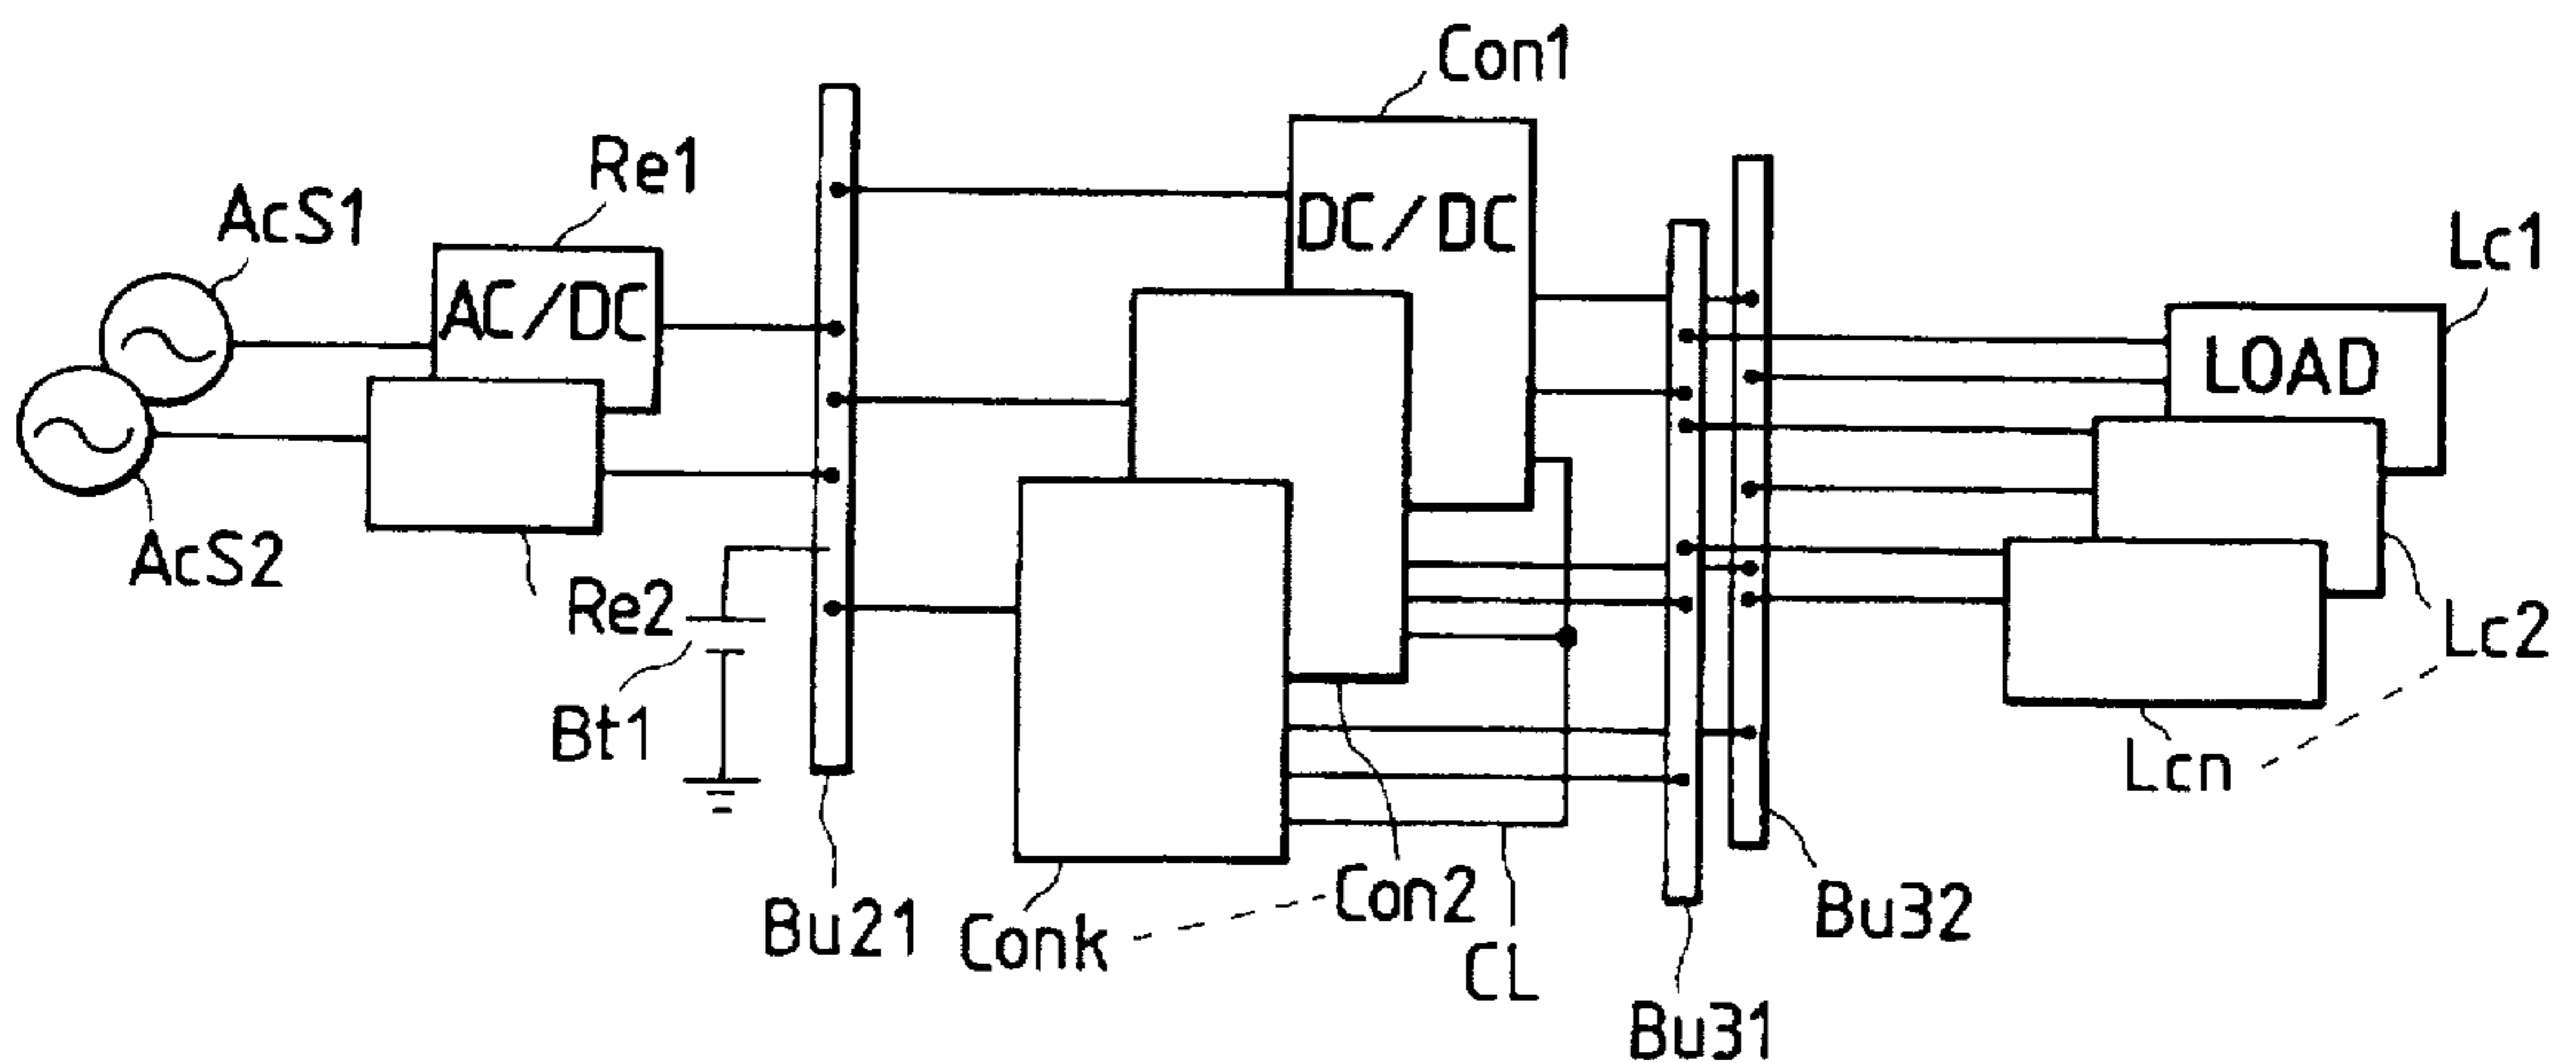 Con1
Re1
AcS1
DC/DC
Lc1
AC/DC
LOAD
AcS2
Re2
Lc2
Bt1
Lcn
Bu21
Conk
Con2
Bu32
CL
Bu31